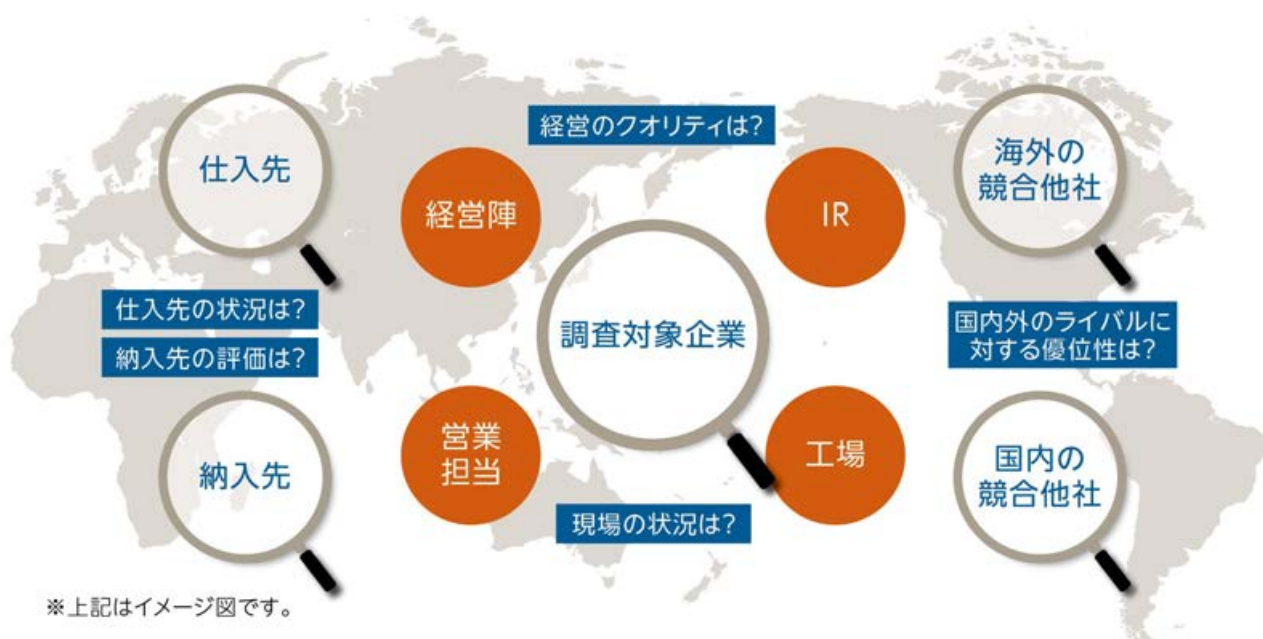 経営のクオリティは？
仕入先
経営陣
IR
海外の
競合他社
調査対象企業
仕入先の状況は？
納入先の評価は？
国内外のライバルに
対する優位性は？
納入先
営業
担当
工場
国内の
競合他社
現場の状況は？
※上記はイメージ図です。